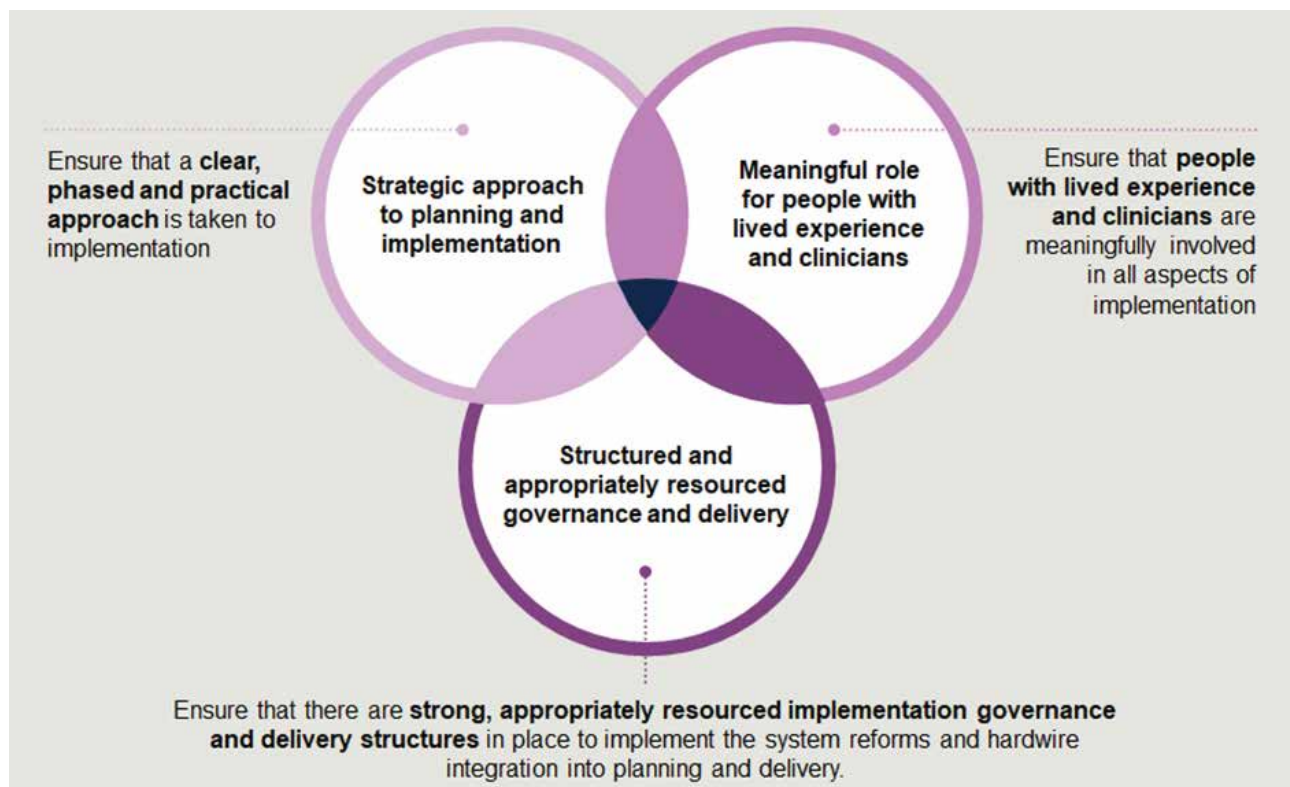 Ensure that a clear,
phased and practical
approach is taken to
implementation
Strategic approach
to planning and
implementation
Meaningful role
for people with
lived experience
and clinicians
Ensure that people
with lived experience
and clinicians are
meaningfully involved
in all aspects of
implementation
Structured and
appropriately resourced
governance and delivery
Ensure that there are strong, appropriately resourced implementation governance
and delivery structures in place to implement the system reforms and hardwire
integration into planning and delivery.